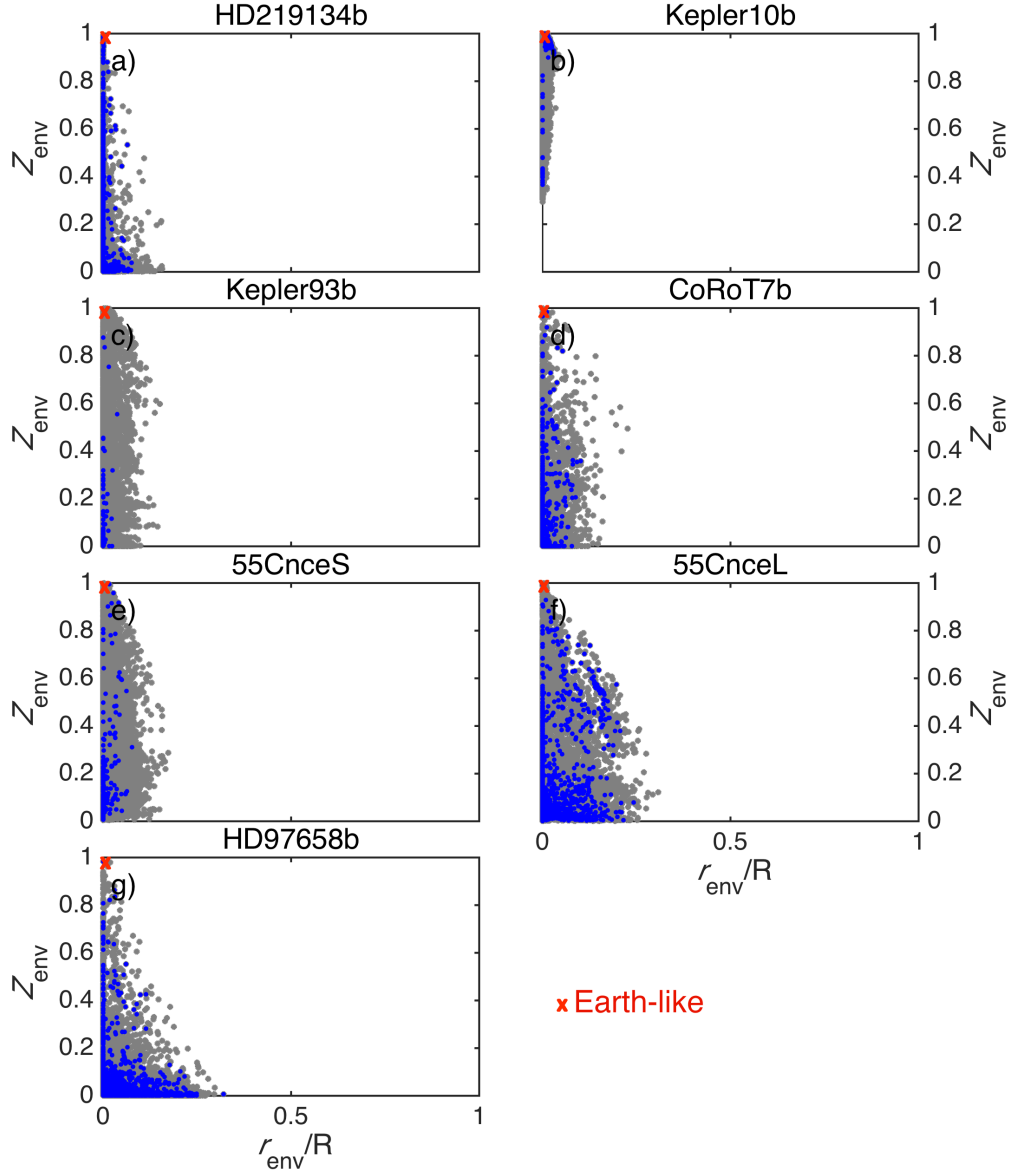 HD219134b
Kepler10b
1
0.8
0.6
0.4
0.2
0
Zenv
a)
b)
1
0.8
0.6
0.4
0.2
0
Zenv
Kepler93b
CoRoT7b
1
0.8
0.6
0.4
0.2
0
Zenv
c)
d)
1
0.8
0.6
0.4
0.2
0
Zenv
55CnceS
55CnceL
1
0.8
0.6
0.4
0.2
0
Zenv
e)
f)
1
0.8
0.6
0.4
0.2
0
Zenv
0 0.5 1
renv/R
HD97658b
1
0.8
0.6
0.4
0.2
0
Zenv
g)
0 0.5 1
renv/R
x Earth-like